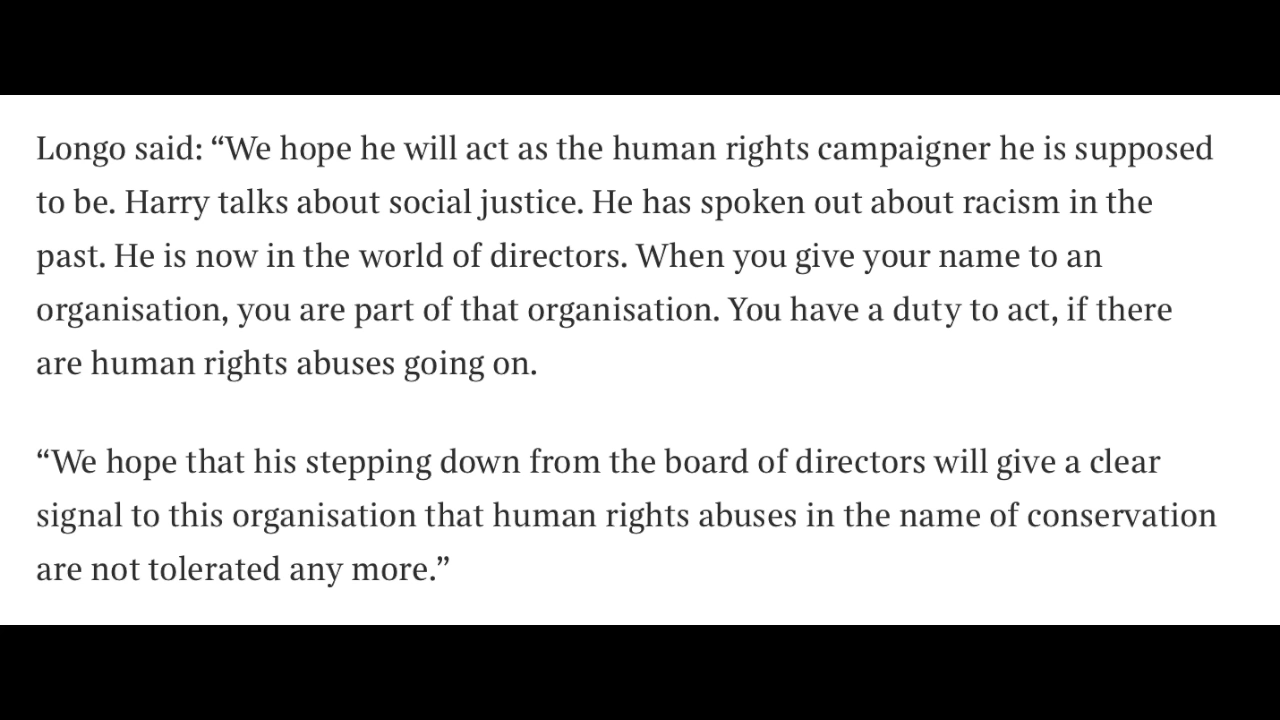 Longo said: “We hope he will act as the human rights campaigner he is supposed
to be. Harry talks about social justice. He has spoken out about racism in the
past. He is now in the world of directors. When you give your name to an
organisation, you are part of that organisation. You have a duty to act, if there
are human rights abuses going on.
“We hope that his stepping down from the board of directors will give a clear
signal to this organisation that human rights abuses in the name of conservation
are not tolerated any more.”